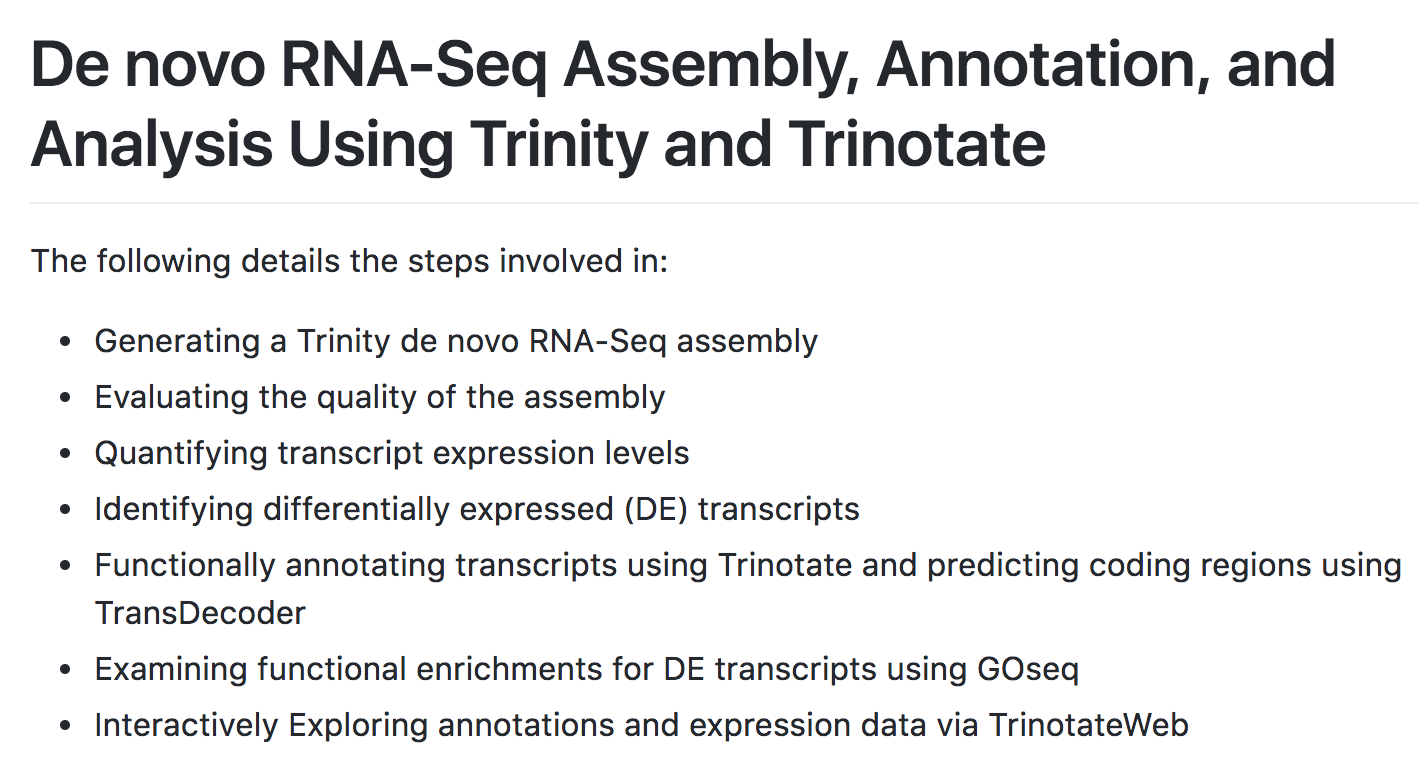 De novo RNA-Seq Assembly, Annotation, and
Analysis Using Trinity and Trinotate
The following details the steps involved in:
• Generating a Trinity de novo RNA-Seq assembly
• Evaluating the quality of the assembly
• Quantifying transcript expression levels
• Identifying differentially expressed (DE) transcripts
• Functionally annotating transcripts using Trinotate and predicting coding regions using
TransDecoder
• Examining functional enrichments for DE transcripts using GOseq
• Interactively Exploring annotations and expression data via TrinotateWeb